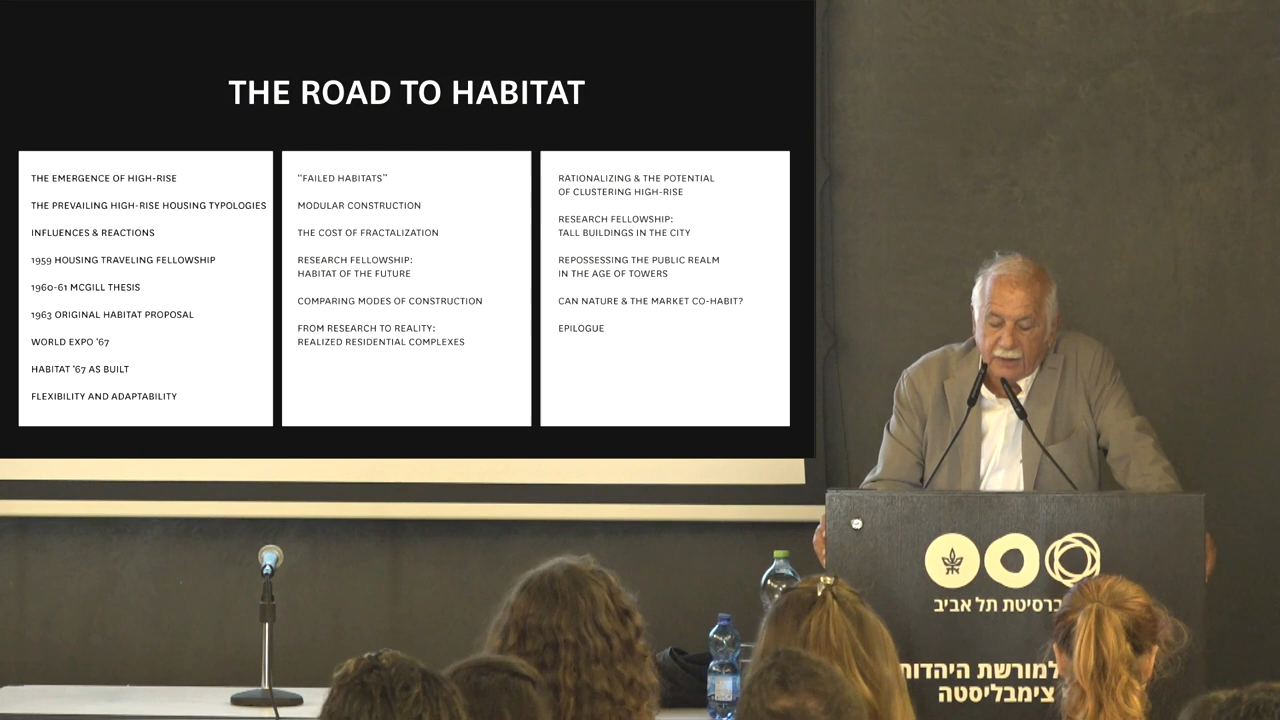 THE ROAD TO HABITAT
THE EMERGENCE OF HIGH-RISE
THE PREVAILING HIGH-RISE HOUSING TYPOLOGIES
INFLUENCES & REACTIONS
1959 HOUSING TRAVELING FELLOWSHIP
1960-61 MCGILL THESIS
1963 ORIGINAL HABITAT PROPOSAL
WORLD EXPO '67
HABITAT '67 AS BUILT
FLEXIBILITY AND ADAPTABILITY
"FAILED HABITATS"
MODULAR CONSTRUCTION
THE COST OF FRACTALIZATION
RESEARCH FELLOWSHIP:
HABITAT OF THE FUTURE
COMPARING MODES OF CONSTRUCTION
FROM RESEARCH TO REALITY:
REALIZED RESIDENTIAL COMPLEXES
RATIONALIZING & THE POTENTIAL
OF CLUSTERING HIGH-RISE
RESEARCH FELLOWSHIP:
TALL BUILDINGS IN THE CITY
REPOSSESSING THE PUBLIC REALM
IN THE AGE OF TOWERS
CAN NATURE & THE MARKET CO-HABIT?
EPILOGUE
תל אביב
למורשת היהדות
צימבליסטה